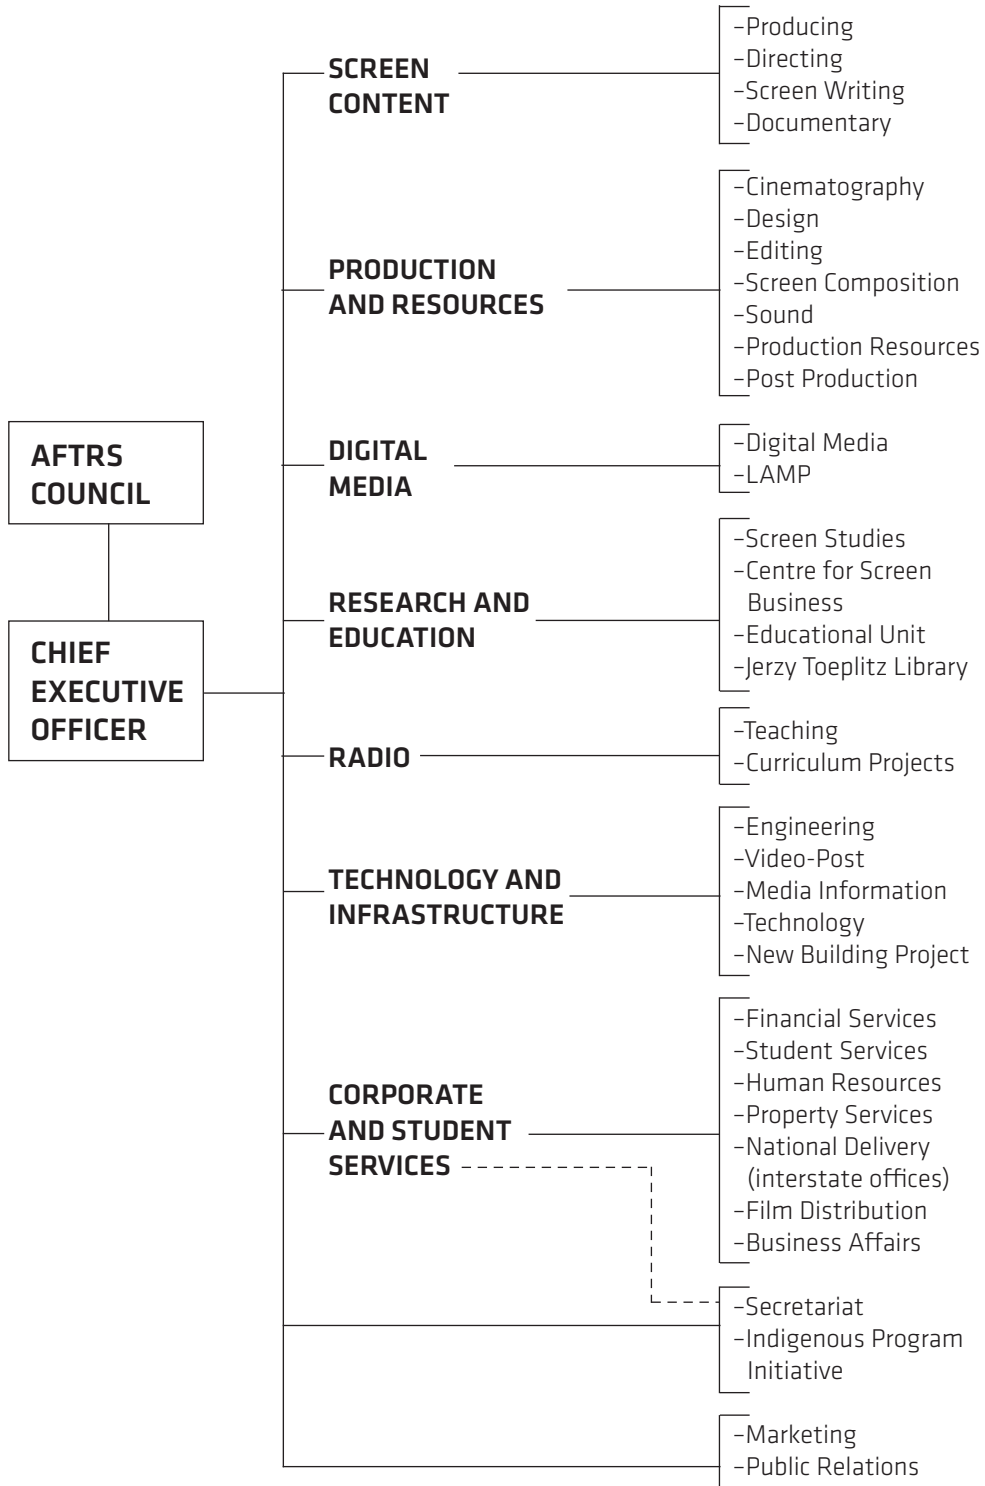 AFTRS
COUNCIL
CHIEF
EXECUTIVE
OFFICER
SCREEN
CONTENT
–Producing
–Directing
–Screen Writing
–Documentary
PRODUCTION
AND RESOURCES
–Cinematography
–Design
–Editing
–Screen Composition
–Sound
–Production Resources
–Post Production
DIGITAL
MEDIA
–Digital Media
–LAMP
RESEARCH AND
EDUCATION
–Screen Studies
–Centre for Screen
Business
–Educational Unit
–Jerzy Toeplitz Library
RADIO
–Teaching
–Curriculum Projects
TECHNOLOGY AND
INFRASTRUCTURE
–Engineering
–Video-Post
–Media Information
–Technology
–New Building Project
CORPORATE
AND STUDENT
SERVICES
–Financial Services
–Student Services
–Human Resources
–Property Services
–National Delivery
(interstate offices)
–Film Distribution
–Business Affairs
–Secretariat
–Indigenous Program
Initiative
–Marketing
–Public Relations